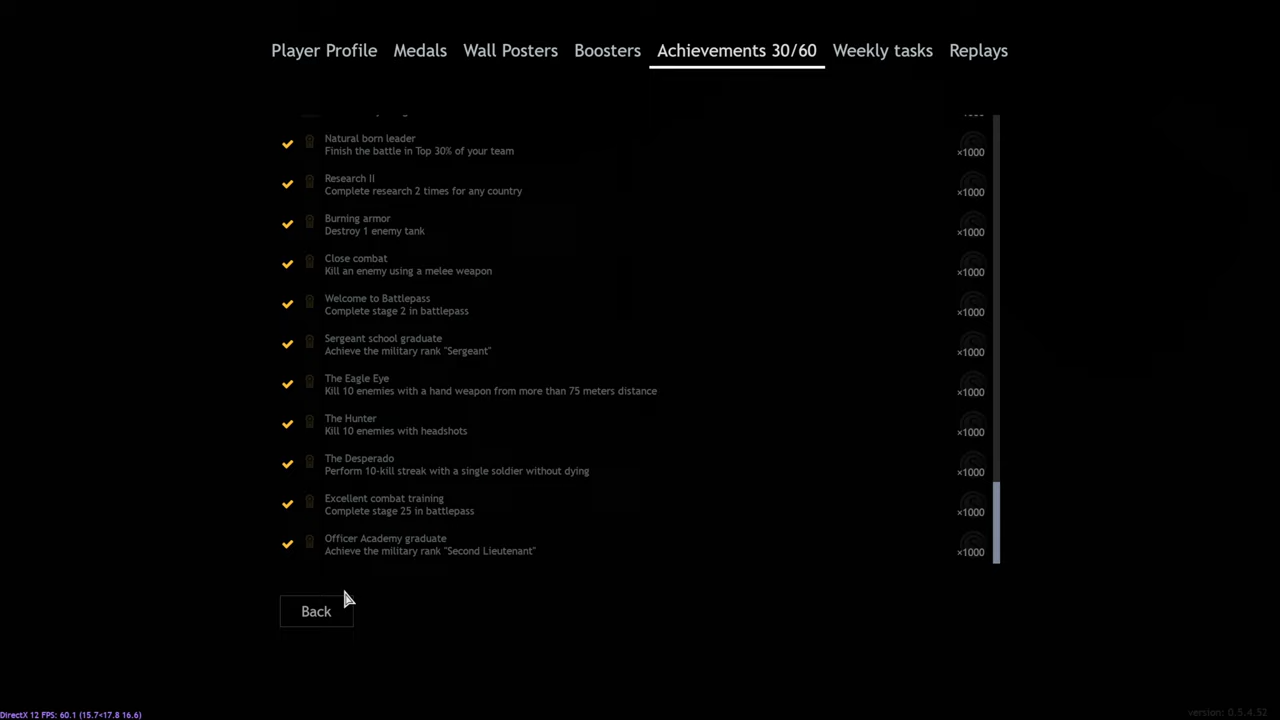 Player Profile Medals Wall Posters Boosters Achievements 30/60 Weekly tasks Replays
Natural born leader
Finish the battle in Top 30% of your team
×1000
Research II
Complete research 2 times for any country
×1000
Burning armor
Destroy 1 enemy tank
×1000
Close combat
Kill an enemy using a melee weapon
×1000
Welcome to Battlepass
Complete stage 2 in battlepass
×1000
Sergeant school graduate
Achieve the military rank "Sergeant"
×1000
The Eagle Eye
Kill 10 enemies with a hand weapon from more than 75 meters distance
×1000
The Hunter
Kill 10 enemies with headshots
×1000
The Desperado
Perform 10-kill streak with a single soldier without dying
×1000
Excellent combat training
Complete stage 25 in battlepass
×1000
Officer Academy graduate
Achieve the military rank "Second Lieutenant"
×1000
Back
DirectX 12 FPS: 60.1 (15.7<17.8 16.6)
version: 0.5.4.52